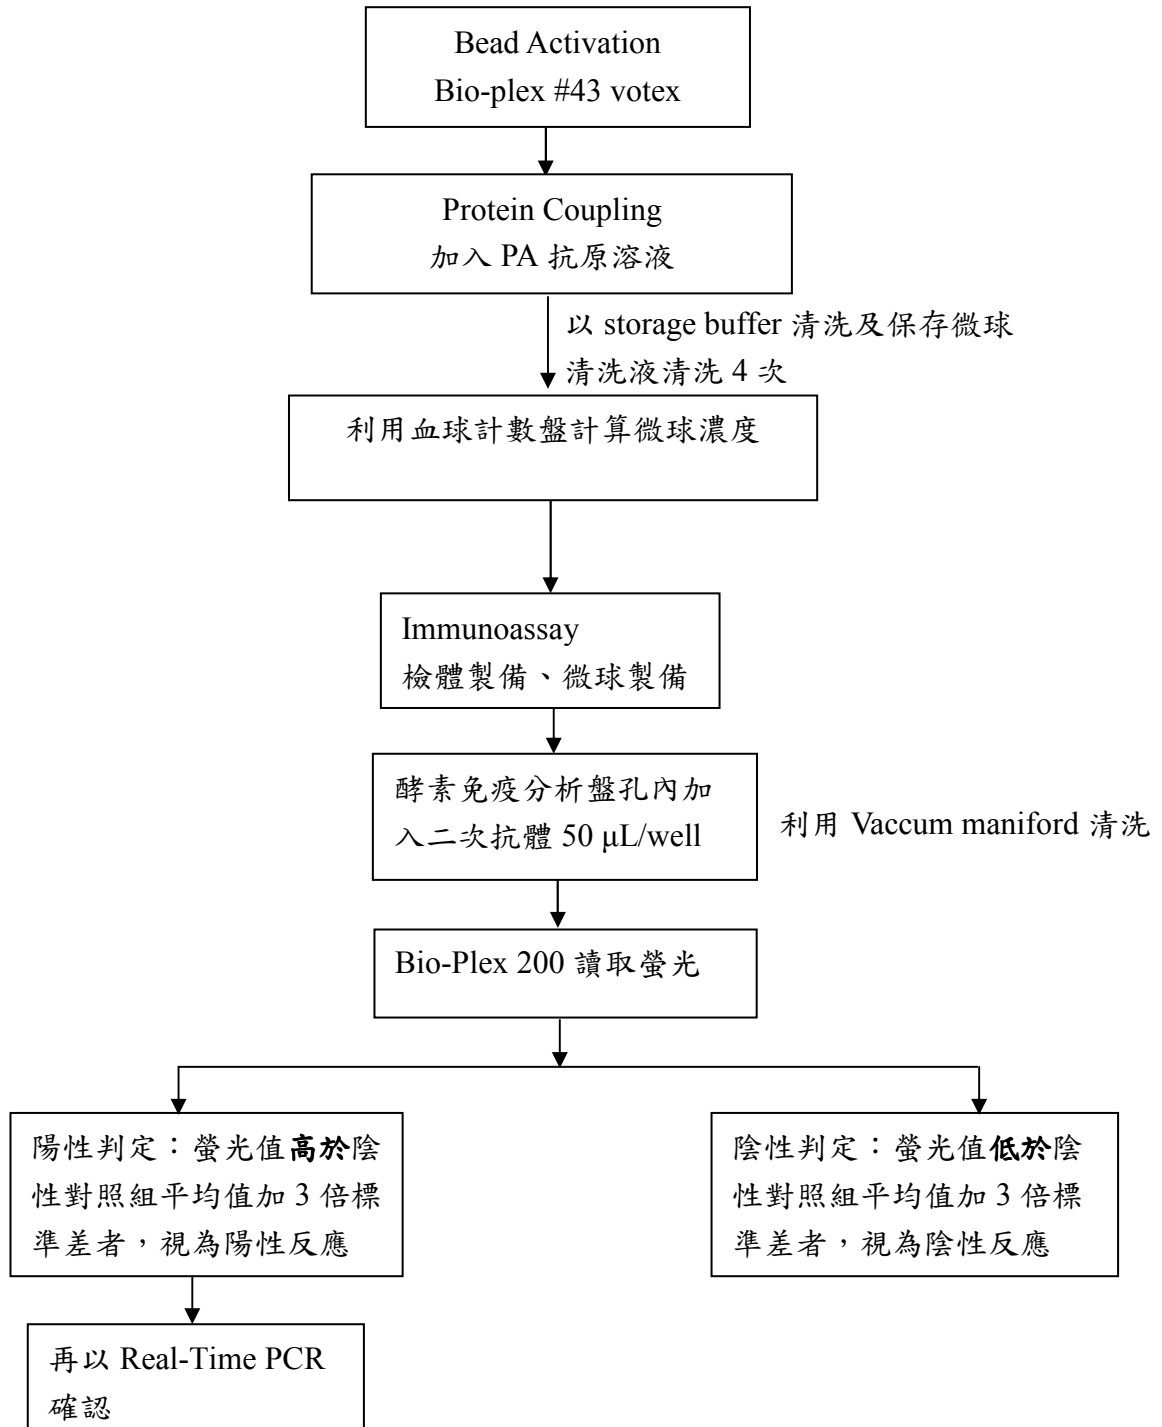 Bead Activation
Bio-plex #43 votex
Protein Coupling
加入 PA 抗原溶液
以 storage buffer 清洗及保存微球
清洗液清洗 4 次
利用血球計數盤計算微球濃度
Immunoassay
檢體製備、微球製備
酵素免疫分析盤孔內加
入二次抗體 50 μL/well
利用 Vaccum maniford 清洗
Bio-Plex 200 讀取螢光
陽性判定：螢光值高於陰
性對照組平均值加 3 倍標
準差者，視為陽性反應
陰性判定：螢光值低於陰
性對照組平均值加 3 倍標
準差者，視為陰性反應
再以 Real-Time PCR
確認